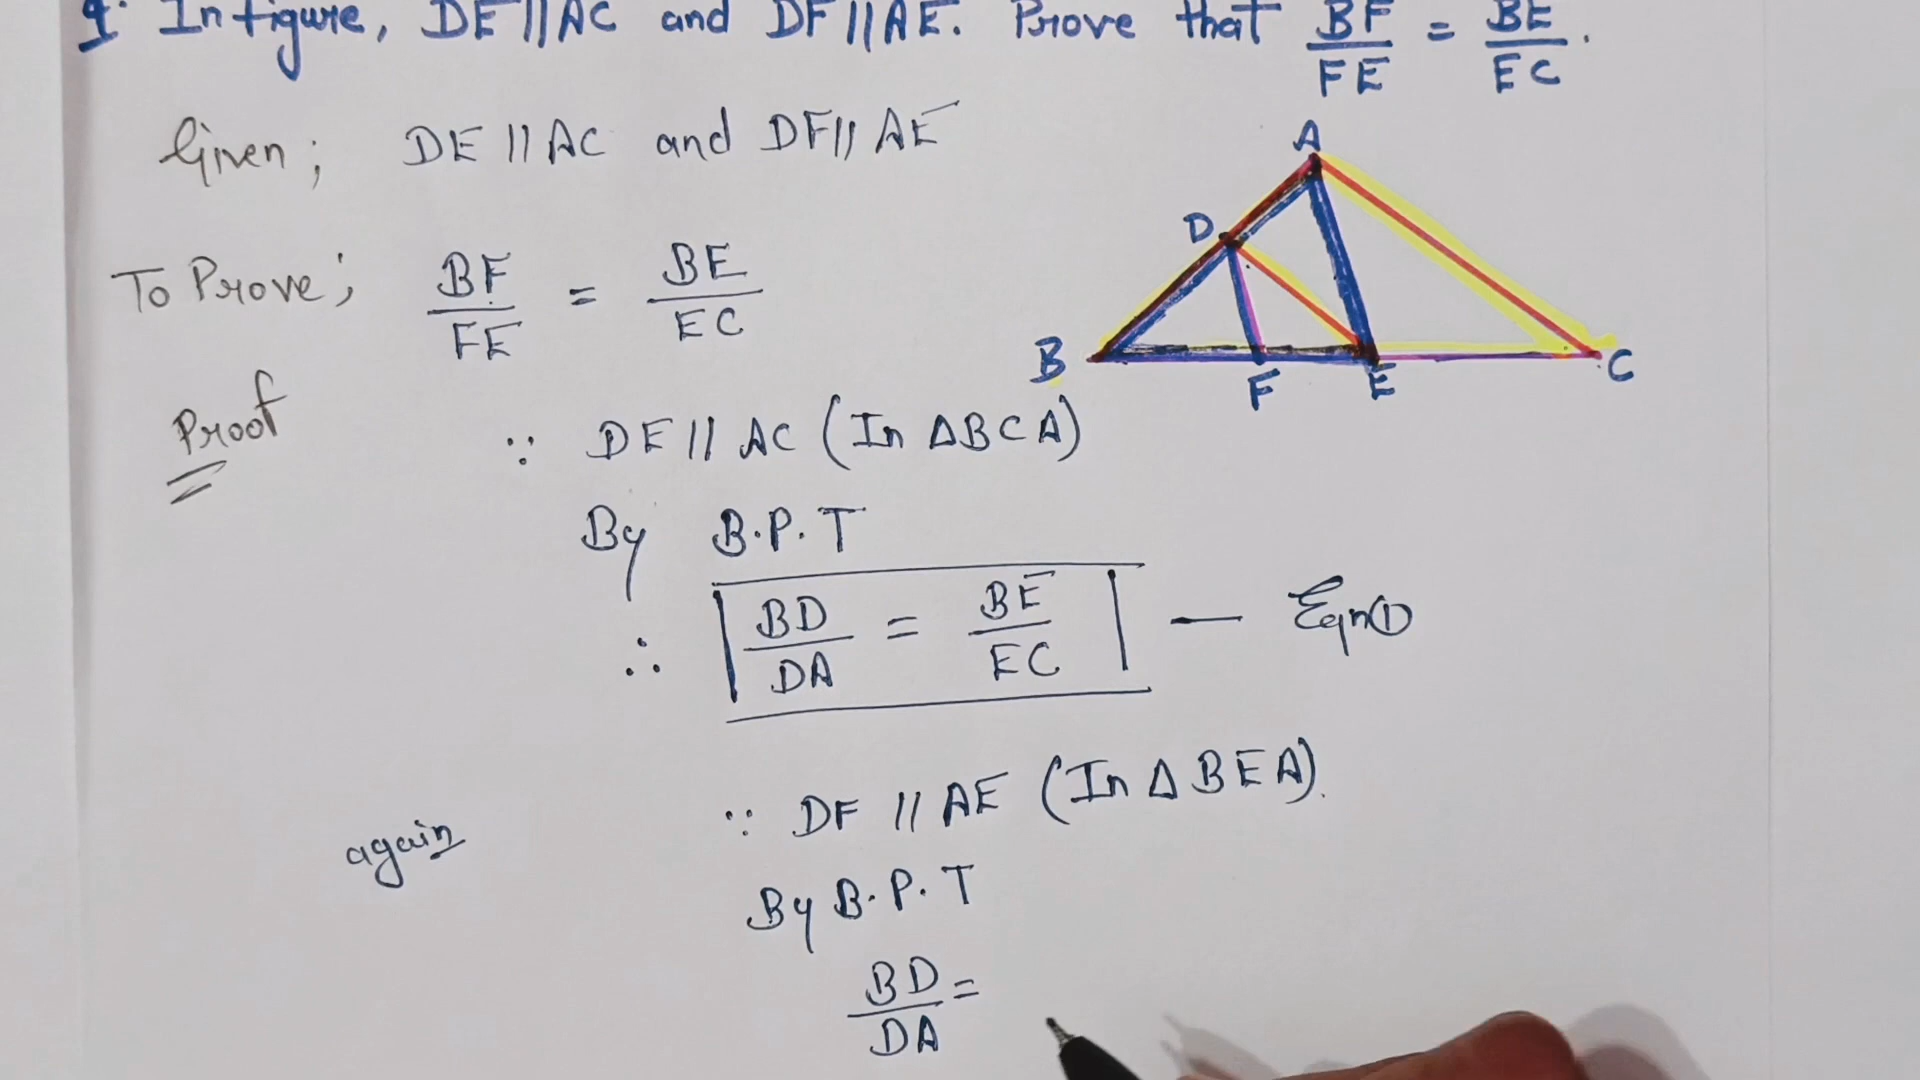 In figure, DE || AC and DF || AE. Prove that BF/FE = BE/EC.
Given; DE || AC and DF || AE
To Prove; BF/FE = BE/EC
A
D
B
F
E
C
Proof
∵ DE || AC (In ΔBCA)
By B.P.T
∴ BD/DA = BE/EC — Eqn①
again ∵ DF || AE (In ΔBEA).
By B.P.T
BD/DA =